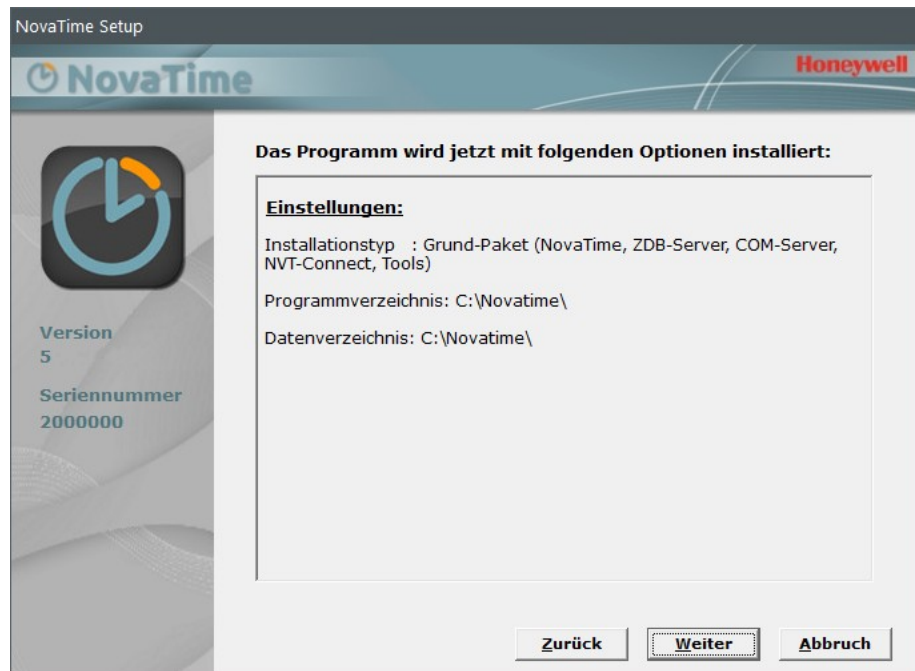 NovaTime Setup
NovaTime
Honeywell
Das Programm wird jetzt mit folgenden Optionen installiert:
Einstellungen:
Installationstyp : Grund-Paket (NovaTime, ZDB-Server, COM-Server,
NVT-Connect, Tools)
Programmverzeichnis: C:\Novatime\
Datenverzeichnis: C:\Novatime\
Version
5
Seriennummer
2000000
Zurück
Weiter
Abbruch